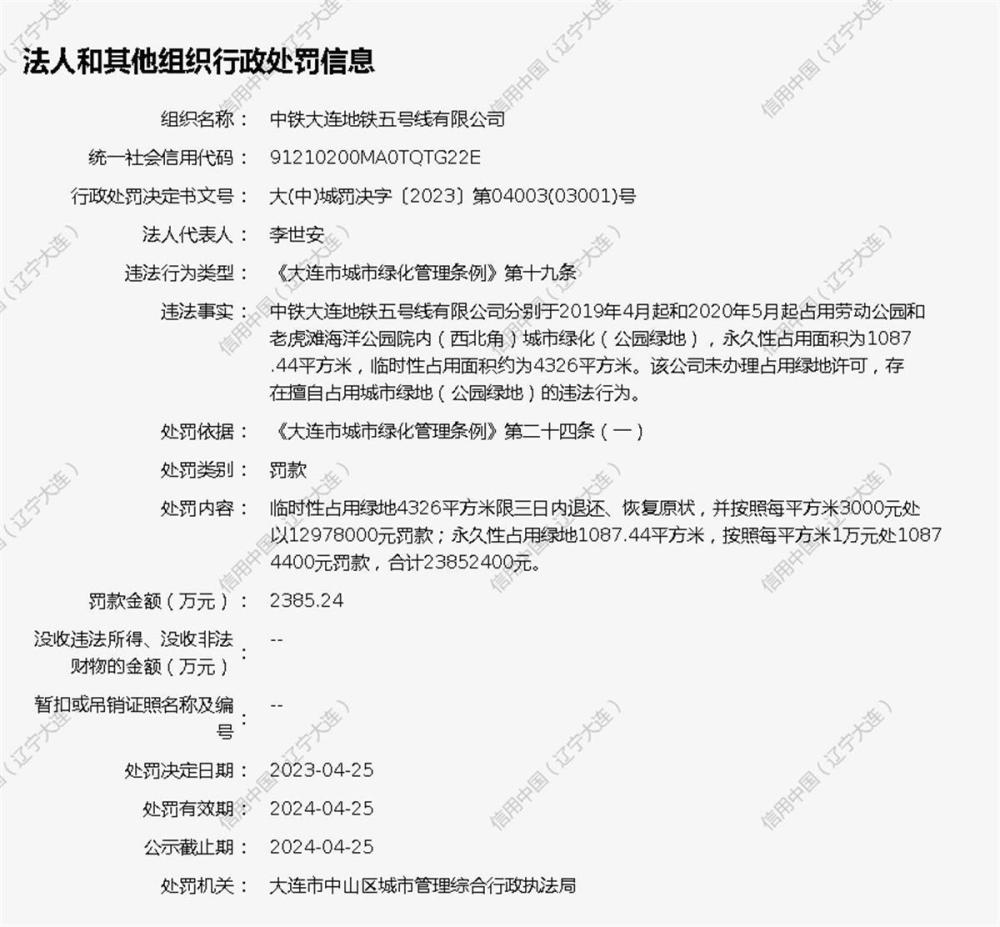 法人和其他组织行政处罚信息
组织名称： 中铁大连地铁五号线有限公司
统一社会信用代码： 91210200MA0TQTG22E
行政处罚决定书文号： 大(中)城罚决字〔2023〕第04003(03001)号
法人代表人： 李世安
违法行为类型： 《大连市城市绿化管理条例》第十九条
违法事实： 中铁大连地铁五号线有限公司分别于2019年4月起和2020年5月起占用劳动公园和
老虎滩海洋公园院内（西北角）城市绿化（公园绿地），永久性占用面积为1087
.44平方米，临时性占用面积约为4326平方米。该公司未办理占用绿地许可，存
在擅自占用城市绿地（公园绿地）的违法行为。
处罚依据： 《大连市城市绿化管理条例》第二十四条（一）
处罚类别： 罚款
处罚内容： 临时性占用绿地4326平方米限三日内退还、恢复原状，并按照每平方米3000元处
以12978000元罚款；永久性占用绿地1087.44平方米，按照每平方米1万元处1087
4400元罚款，合计23852400元。
罚款金额（万元）： 2385.24
没收违法所得、没收非法
财物的金额（万元）： --
暂扣或吊销证照名称及编
号： --
处罚决定日期： 2023-04-25
处罚有效期： 2024-04-25
公示截止期： 2024-04-25
处罚机关： 大连市中山区城市管理综合行政执法局
信用中国（辽宁大连）